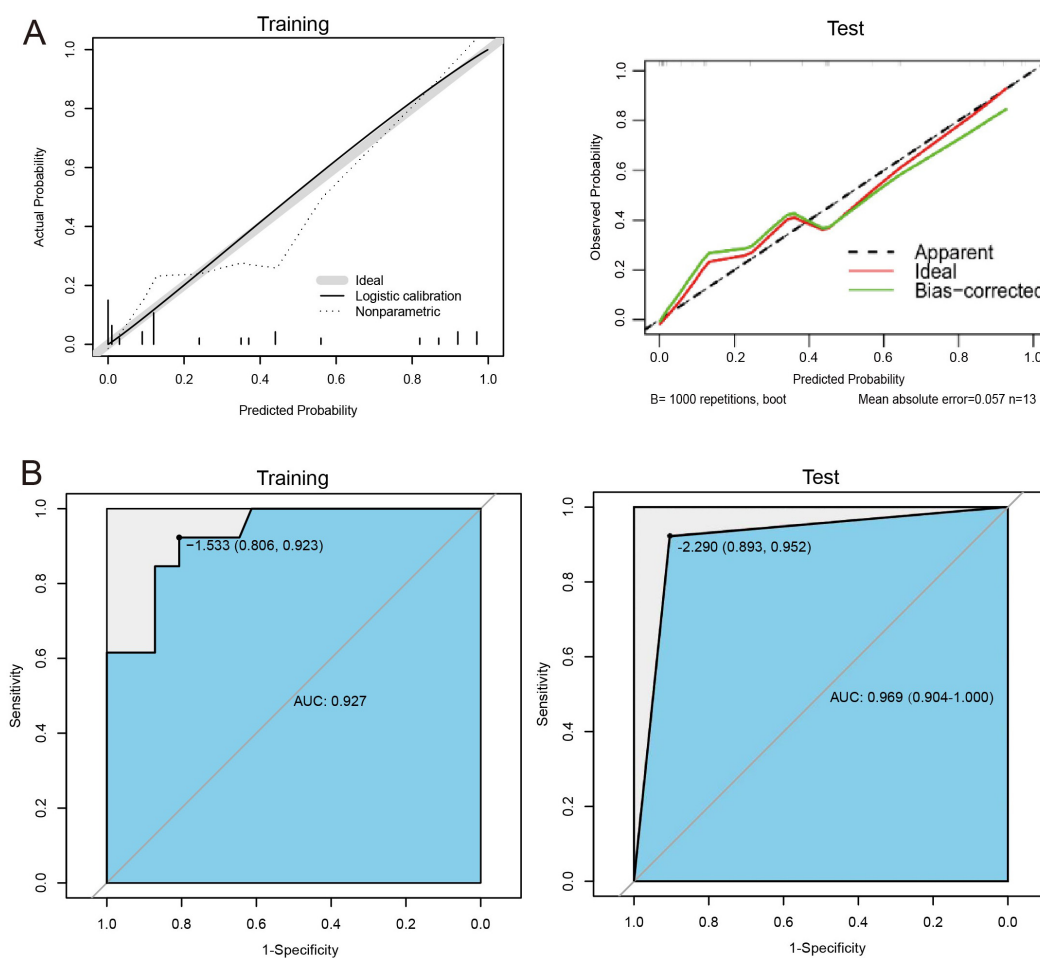 A
Training
Actual Probability
1.0
0.8
0.6
0.4
0.2
0.0
Ideal
Logistic calibration
Nonparametric
0.0 0.2 0.4 0.6 0.8 1.0
Predicted Probability
Test
Observed Probability
1.0
0.8
0.6
0.4
0.2
0.0
Apparent
Ideal
Bias-corrected
0.0 0.2 0.4 0.6 0.8 1.0
Predicted Probability
B= 1000 repetitions, boot Mean absolute error=0.057 n=13
B
Training
Sensitivity
1.0
0.8
0.6
0.4
0.2
0.0
−1.533 (0.806, 0.923)
AUC: 0.927
1.0 0.8 0.6 0.4 0.2 0.0
1-Specificity
Test
Sensitivity
1.0
0.8
0.6
0.4
0.2
0.0
-2.290 (0.893, 0.952)
AUC: 0.969 (0.904-1.000)
1.0 0.8 0.6 0.4 0.2 0.0
1-Specificity